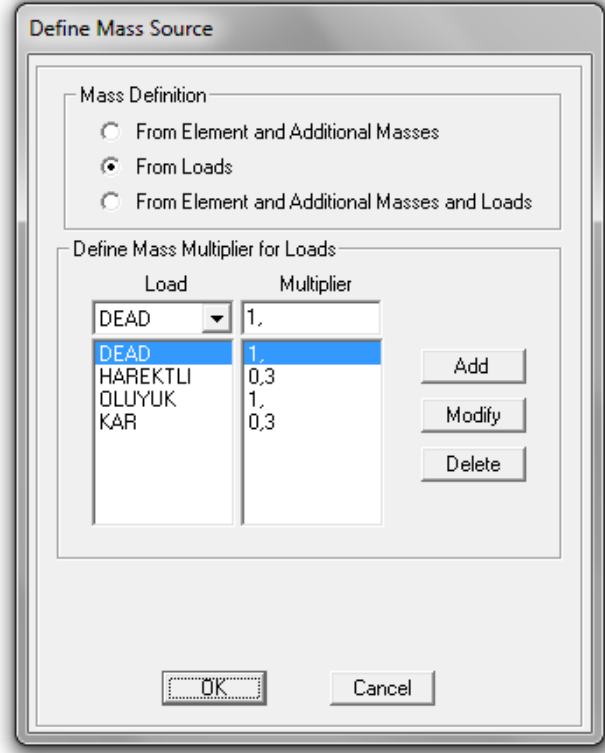 Define Mass Source
Mass Definition
From Element and Additional Masses
From Loads
From Element and Additional Masses and Loads
Define Mass Multiplier for Loads
Load Multiplier
DEAD 1,
DEAD 1,
HAREKTLI 0,3
OLUYUK 1,
KAR 0,3
Add
Modify
Delete
OK Cancel